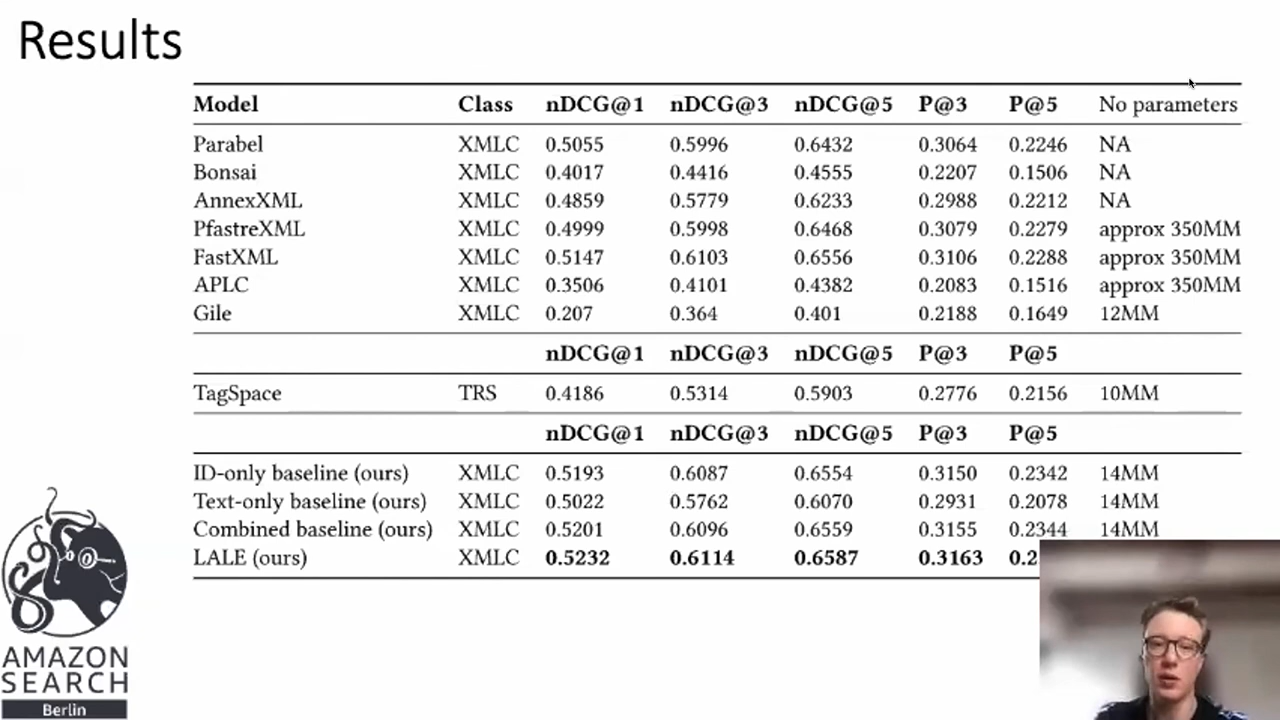 Results
Model Class nDCG@1 nDCG@3 nDCG@5 P@3 P@5 No parameters
Parabel XMLC 0.5055 0.5996 0.6432 0.3064 0.2246 NA
Bonsai XMLC 0.4017 0.4416 0.4555 0.2207 0.1506 NA
AnnexXML XMLC 0.4859 0.5779 0.6233 0.2988 0.2212 NA
PfastreXML XMLC 0.4999 0.5998 0.6468 0.3079 0.2279 approx 350MM
FastXML XMLC 0.5147 0.6103 0.6556 0.3106 0.2288 approx 350MM
APLC XMLC 0.3506 0.4101 0.4382 0.2083 0.1516 approx 350MM
Gile XMLC 0.207 0.364 0.401 0.2188 0.1649 12MM
nDCG@1 nDCG@3 nDCG@5 P@3 P@5
TagSpace TRS 0.4186 0.5314 0.5903 0.2776 0.2156 10MM
nDCG@1 nDCG@3 nDCG@5 P@3 P@5
ID-only baseline (ours) XMLC 0.5193 0.6087 0.6554 0.3150 0.2342 14MM
Text-only baseline (ours) XMLC 0.5022 0.5762 0.6070 0.2931 0.2078 14MM
Combined baseline (ours) XMLC 0.5201 0.6096 0.6559 0.3155 0.2344 14MM
LALE (ours) XMLC 0.5232 0.6114 0.6587 0.3163
AMAZON
SEARCH
Berlin